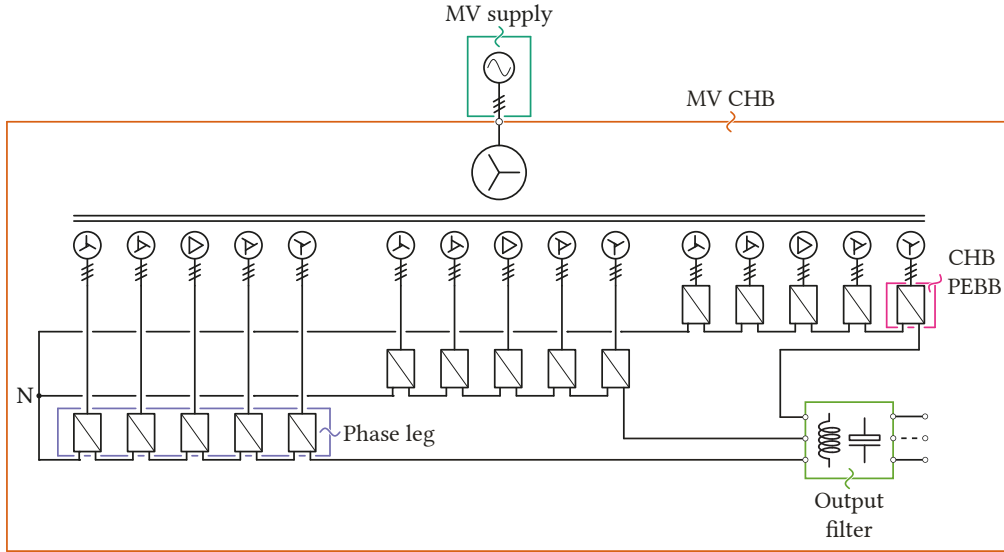 MV supply
MV CHB
CHB
PEBB
N
Phase leg
Output
filter